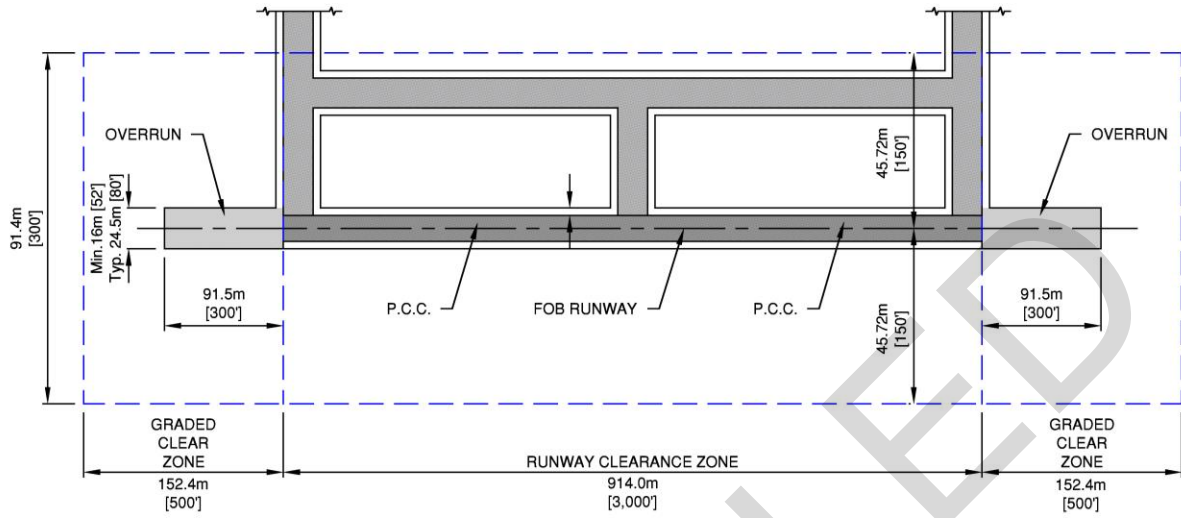 OVERRUN
OVERRUN
45.72m
[150']
91.4m
[300']
Min.16m [52']
Typ. 24.5m [80']
91.5m
[300']
P.C.C.
FOB RUNWAY
P.C.C.
45.72m
[150']
91.5m
[300']
GRADED
CLEAR
ZONE
152.4m
[500']
RUNWAY CLEARANCE ZONE
914.0m
[3,000']
GRADED
CLEAR
ZONE
152.4m
[500']
LED